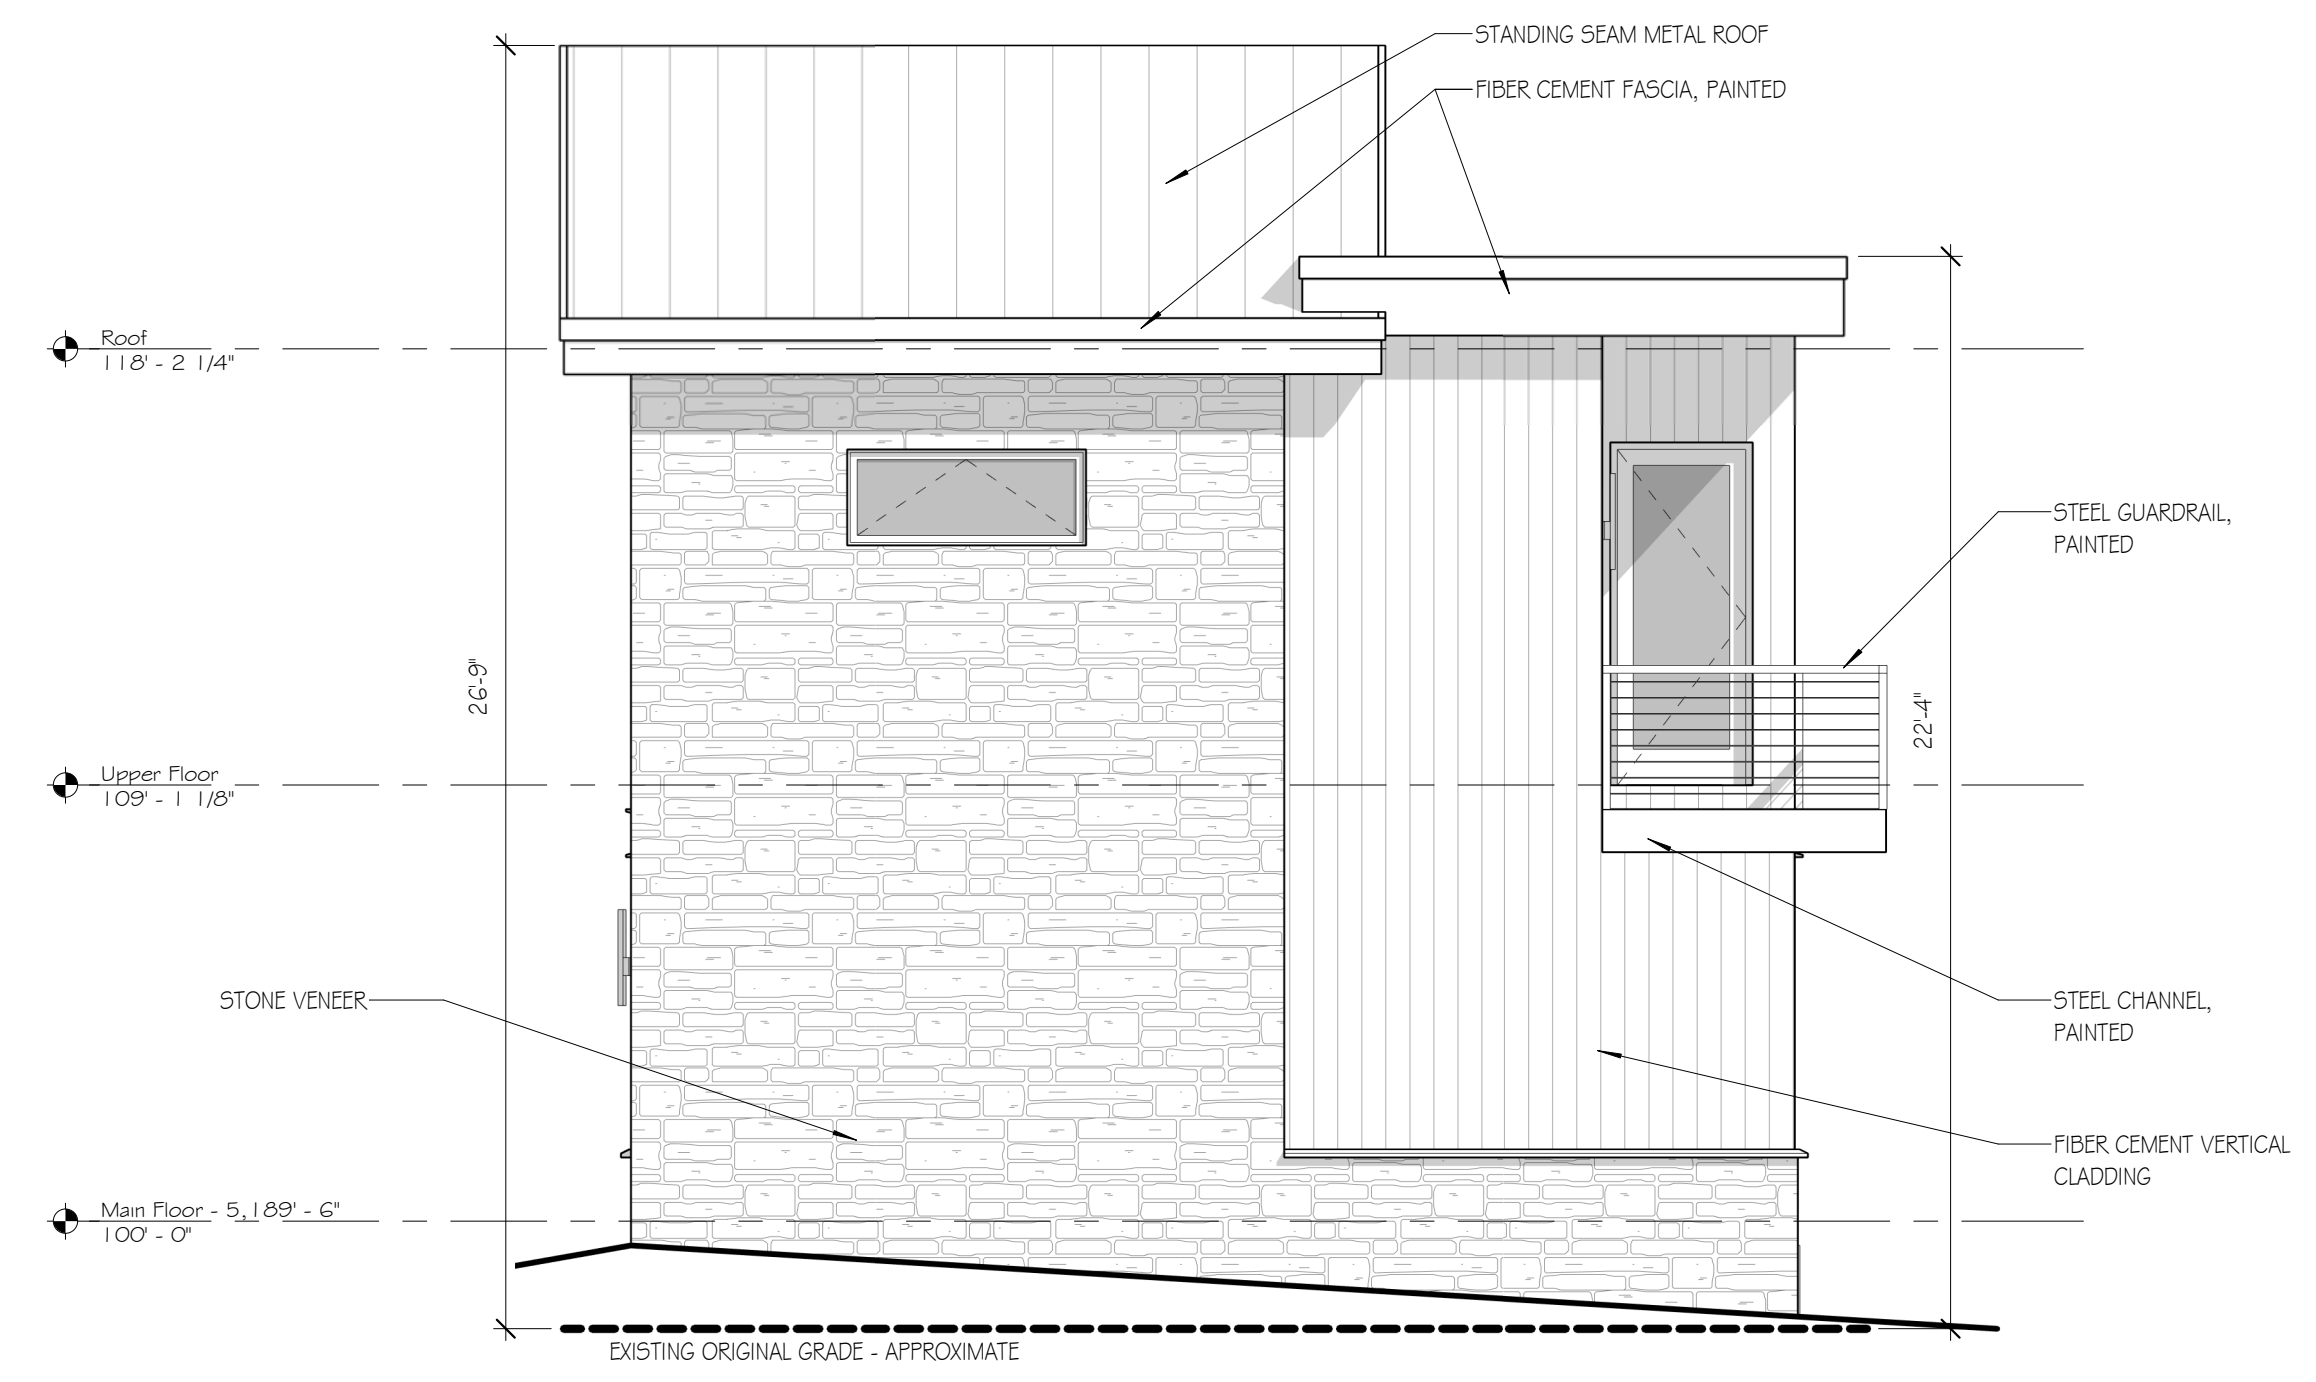 STANDING SEAM METAL ROOF
FIBER CEMENT FASCIA, PAINTED
Roof
118' - 2 1/4"
STEEL GUARDRAIL,
PAINTED
26'-9"
22'-4"
Upper Floor
109' - 1 1/8"
STONE VENEER
STEEL CHANNEL,
PAINTED
FIBER CEMENT VERTICAL
CLADDING
Main Floor - 5,189' - 6"
100' - 0"
EXISTING ORIGINAL GRADE - APPROXIMATE